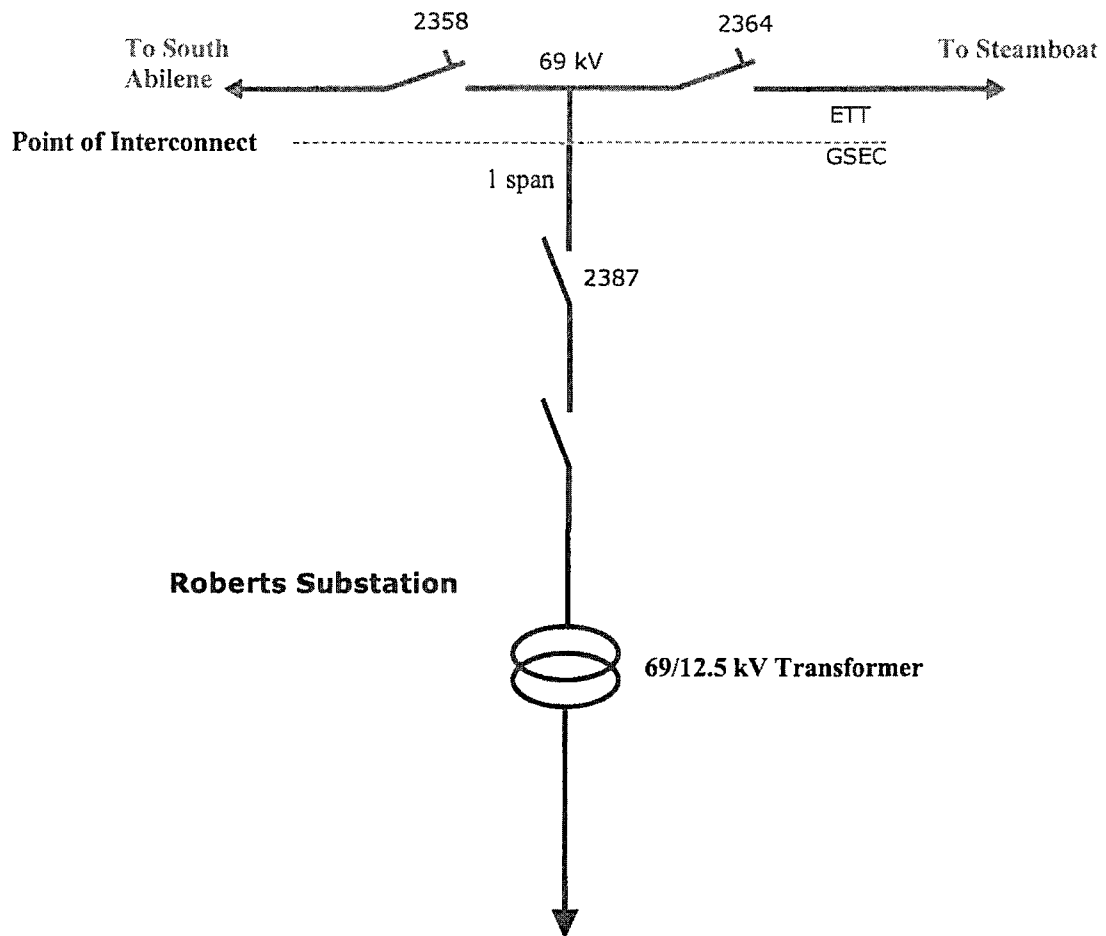 2358
2364
To South
Abilene
69 kV
To Steamboat
ETT
Point of Interconnect
GSEC
1 span
2387
Roberts Substation
69/12.5 kV Transformer